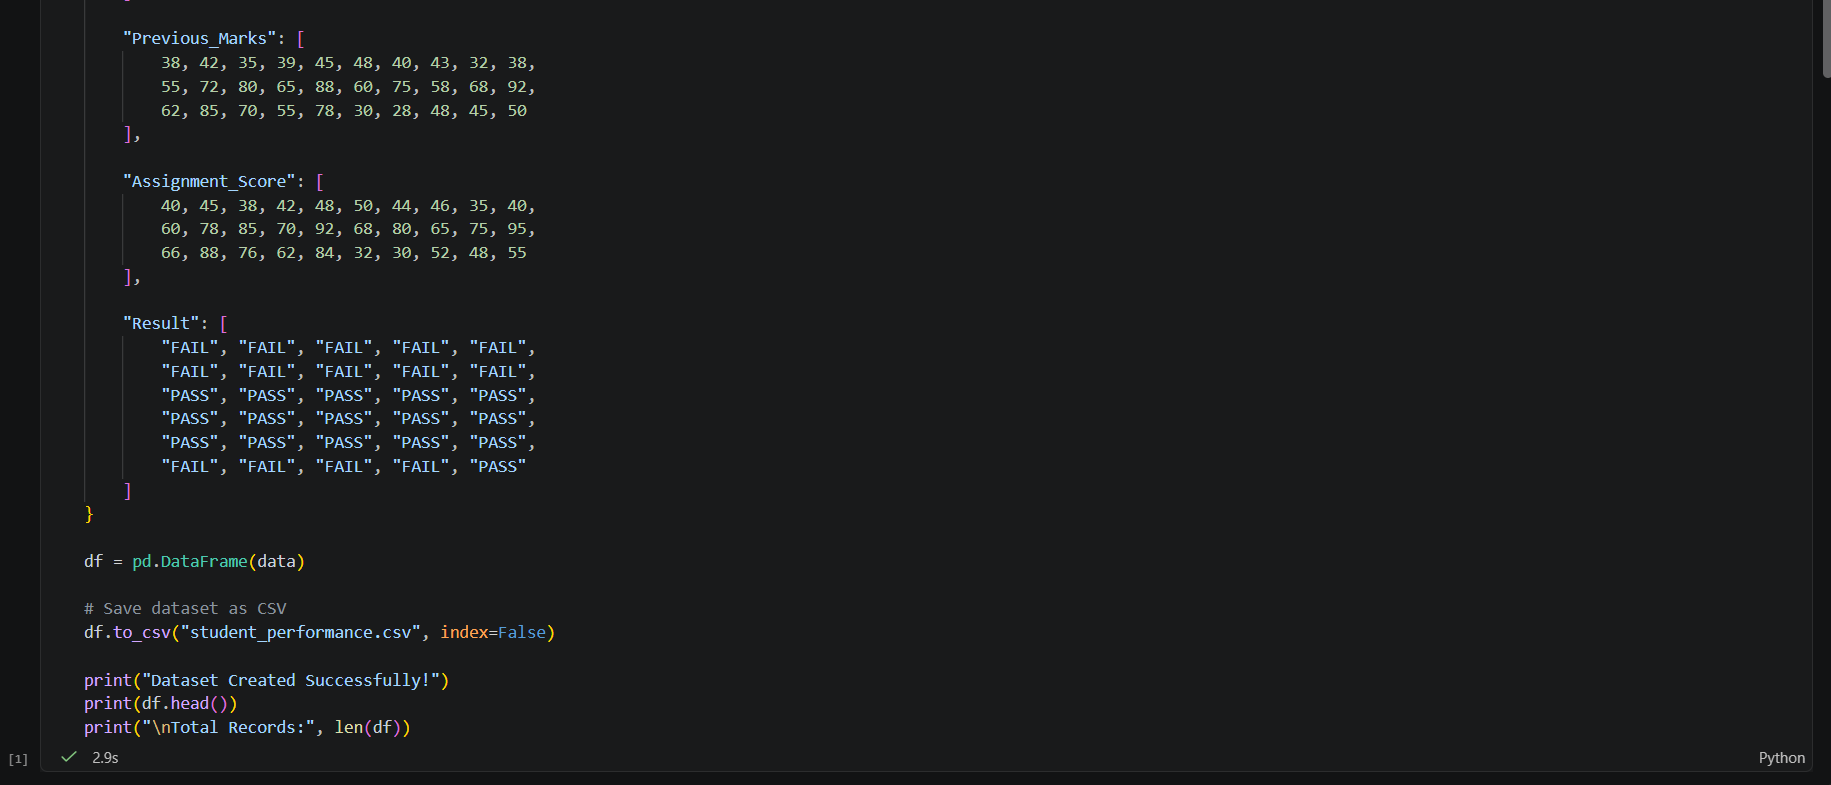 "Previous_Marks": [
38, 42, 35, 39, 45, 48, 40, 43, 32, 38,
55, 72, 80, 65, 88, 60, 75, 58, 68, 92,
62, 85, 70, 55, 78, 30, 28, 48, 45, 50
],
"Assignment_Score": [
40, 45, 38, 42, 48, 50, 44, 46, 35, 40,
60, 78, 85, 70, 92, 68, 80, 65, 75, 95,
66, 88, 76, 62, 84, 32, 30, 52, 48, 55
],
"Result": [
"FAIL", "FAIL", "FAIL", "FAIL", "FAIL",
"FAIL", "FAIL", "FAIL", "FAIL", "FAIL",
"PASS", "PASS", "PASS", "PASS", "PASS",
"PASS", "PASS", "PASS", "PASS", "PASS",
"PASS", "PASS", "PASS", "PASS", "PASS",
"FAIL", "FAIL", "FAIL", "FAIL", "PASS"
]
}
df = pd.DataFrame(data)
# Save dataset as CSV
df.to_csv("student_performance.csv", index=False)
print("Dataset Created Successfully!")
print(df.head())
print("\nTotal Records:", len(df))
[1] 2.9s Python